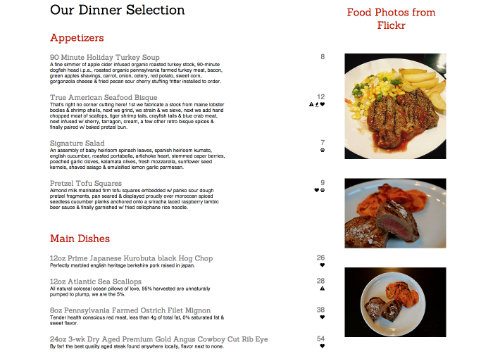 Our Dinner Selection
Food Photos from
Flickr
Appetizers
90 Minute Holiday Turkey Soup 8
A fine simmer of apple cider infused organic roasted turkey stock, 90-minute
dogfish head i.p.a., roasted organic pennsylvania farmed turkey meat, bacon,
green apples shavings, carrot, onion, celery, red potato, sweet corn,
gorgonzola cheese & fried pecan sour cherry stuffing fritter installed to order.
True American Seafood Bisque 12
That's right no corner cutting here! 1st we fabricate a stock from maine lobster
bodies & shrimp shells, next we grind, we strain & we sieve, next we add hand
chopped meat of scallops, tiger shrimp tails, crayfish tails & blue crab meat,
next infused w/ sherry, tarragon, cream, a few other retro bisque spices &
finally paired w/ baked pretzel bun.
Signature Salad 7
An assembly of baby heirloom spinach leaves, spanish heirloom kumato,
english cucumber, roasted portabella, artichoke heart, slammed caper berries,
poached garlic cloves, kalamata olives, fresh mozzarella, sunflower seed
kernels, shaved asiago & emulsified lemon garlic parmesan.
Pretzel Tofu Squares 9
Almond milk marinated firm tofu squares embedded w/ panko sour dough
pretzel fragments, pan seared & displayed proudly over moroccan spiced
seedless cucumber planks anchored onto a sriracha laced raspberry lambic
beer sauce & finally garnished w/ fried cellophane rice noodle.
Main Dishes
12oz Prime Japanese Kurobuta black Hog Chop 26
Perfectly marbled english heritage berkshire pork raised in japan.
12oz Atlantic Sea Scallops 28
All natural colossal ocean pillows of love, 95% harvested are unnaturally
pumped to plump, we are the 5%.
8oz Pennsylvania Farmed Ostrich Filet Mignon 38
Tender health conscious red meat, less than 4g of total fat, 0% saturated fat &
sweet flavor.
24oz 3-wk Dry Aged Premium Gold Angus Cowboy Cut Rib Eye 54
By far the best quality aged steak found anywhere locally, flavor next to none.